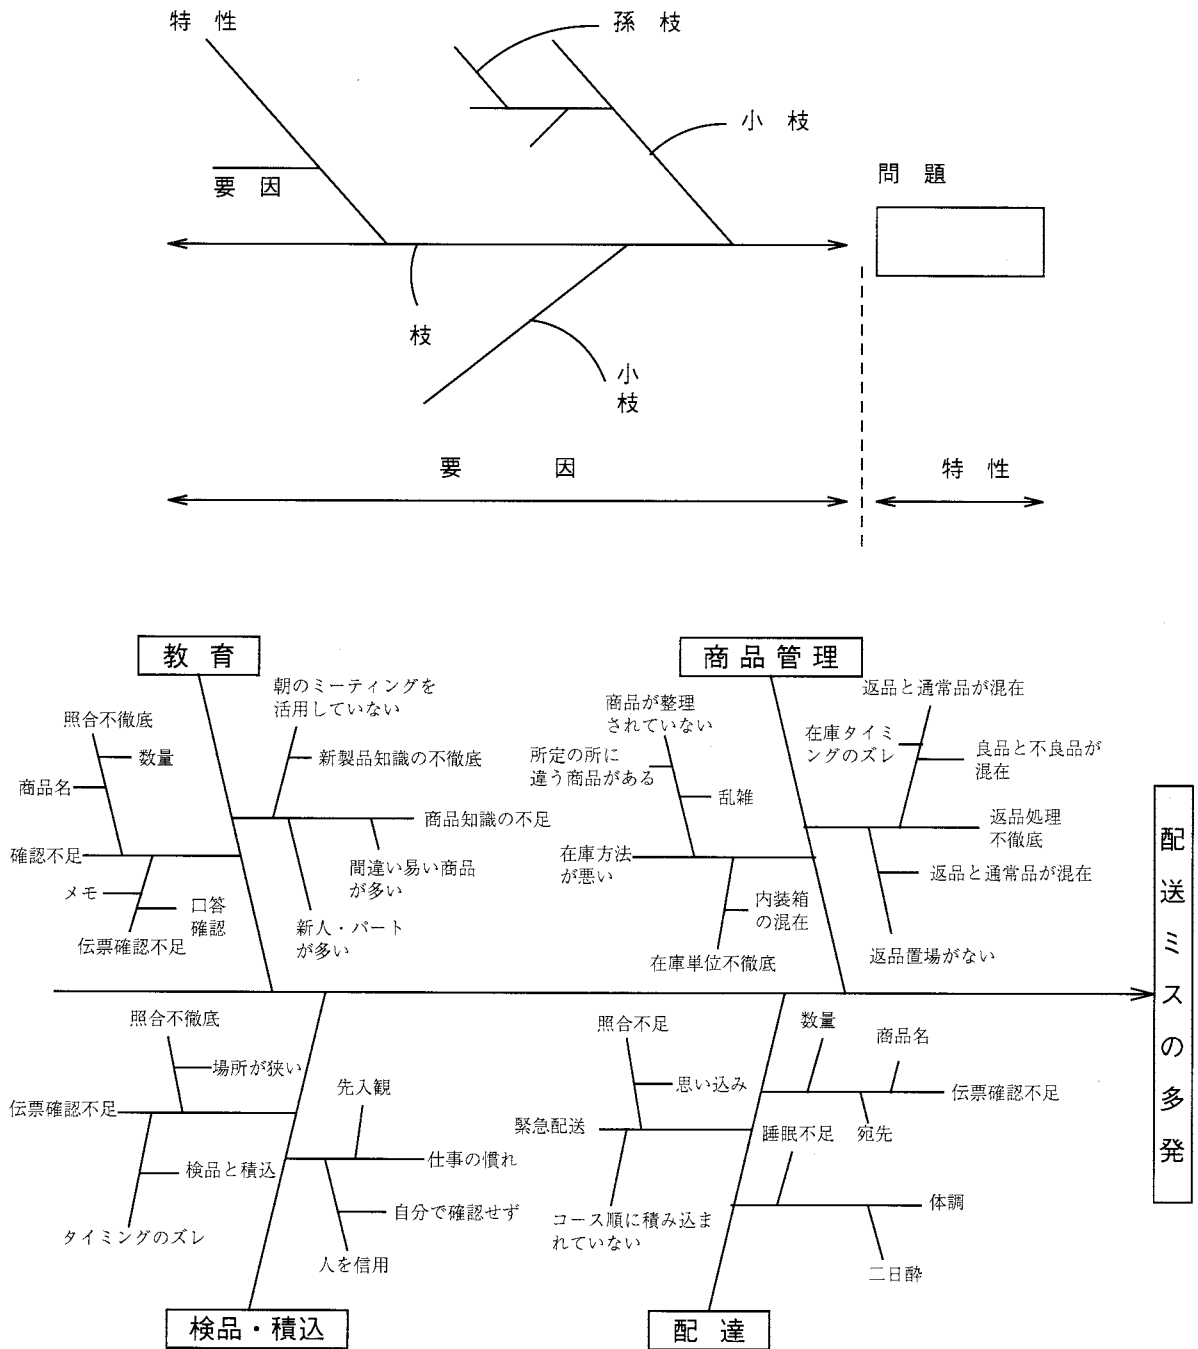 特性
孫枝
小枝
要因
問題
枝
小
枝
要因
特性
教育
商品管理
朝のミーティングを
活用していない
照合不徹底
数量
新製品知識の不徹底
商品名
商品知識の不足
確認不足
間違い易い商品
が多い
メモ
口答
確認
新人・パート
が多い
伝票確認不足
返品と通常品が混在
商品が整理
されていない
在庫タイミ
ングのズレ
良品と不良品が
混在
所定の所に
違う商品がある
乱雑
返品処理
不徹底
在庫方法
が悪い
返品と通常品が混在
内装箱
の混在
返品置場がない
在庫単位不徹底
配送ミスの多発
照合不徹底
場所が狭い
先入観
伝票確認不足
仕事の慣れ
検品と積込
自分で確認せず
タイミングのズレ
人を信用
照合不足
数量
商品名
思い込み
伝票確認不足
緊急配送
睡眠不足
宛先
コース順に積み込ま
れていない
体調
二日酔
検品・積込
配達